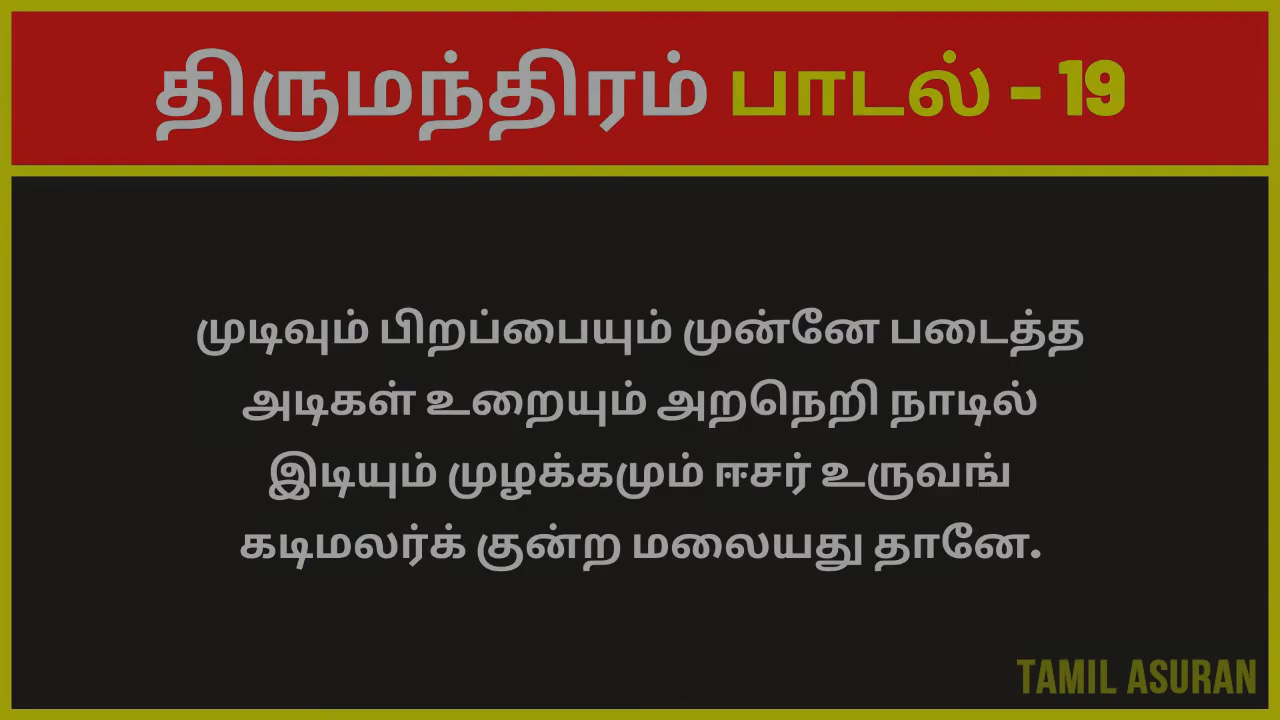 திருமந்திரம் பாடல் - 19
முடிவும் பிறப்பையும் முன்னே படைத்த
அடிகள் உறையும் அறநெறி நாடில்
இடியும் முழக்கமும் ஈசர் உருவங்
கடிமலர்க் குன்ற மலையது தானே.
TAMIL ASURAN